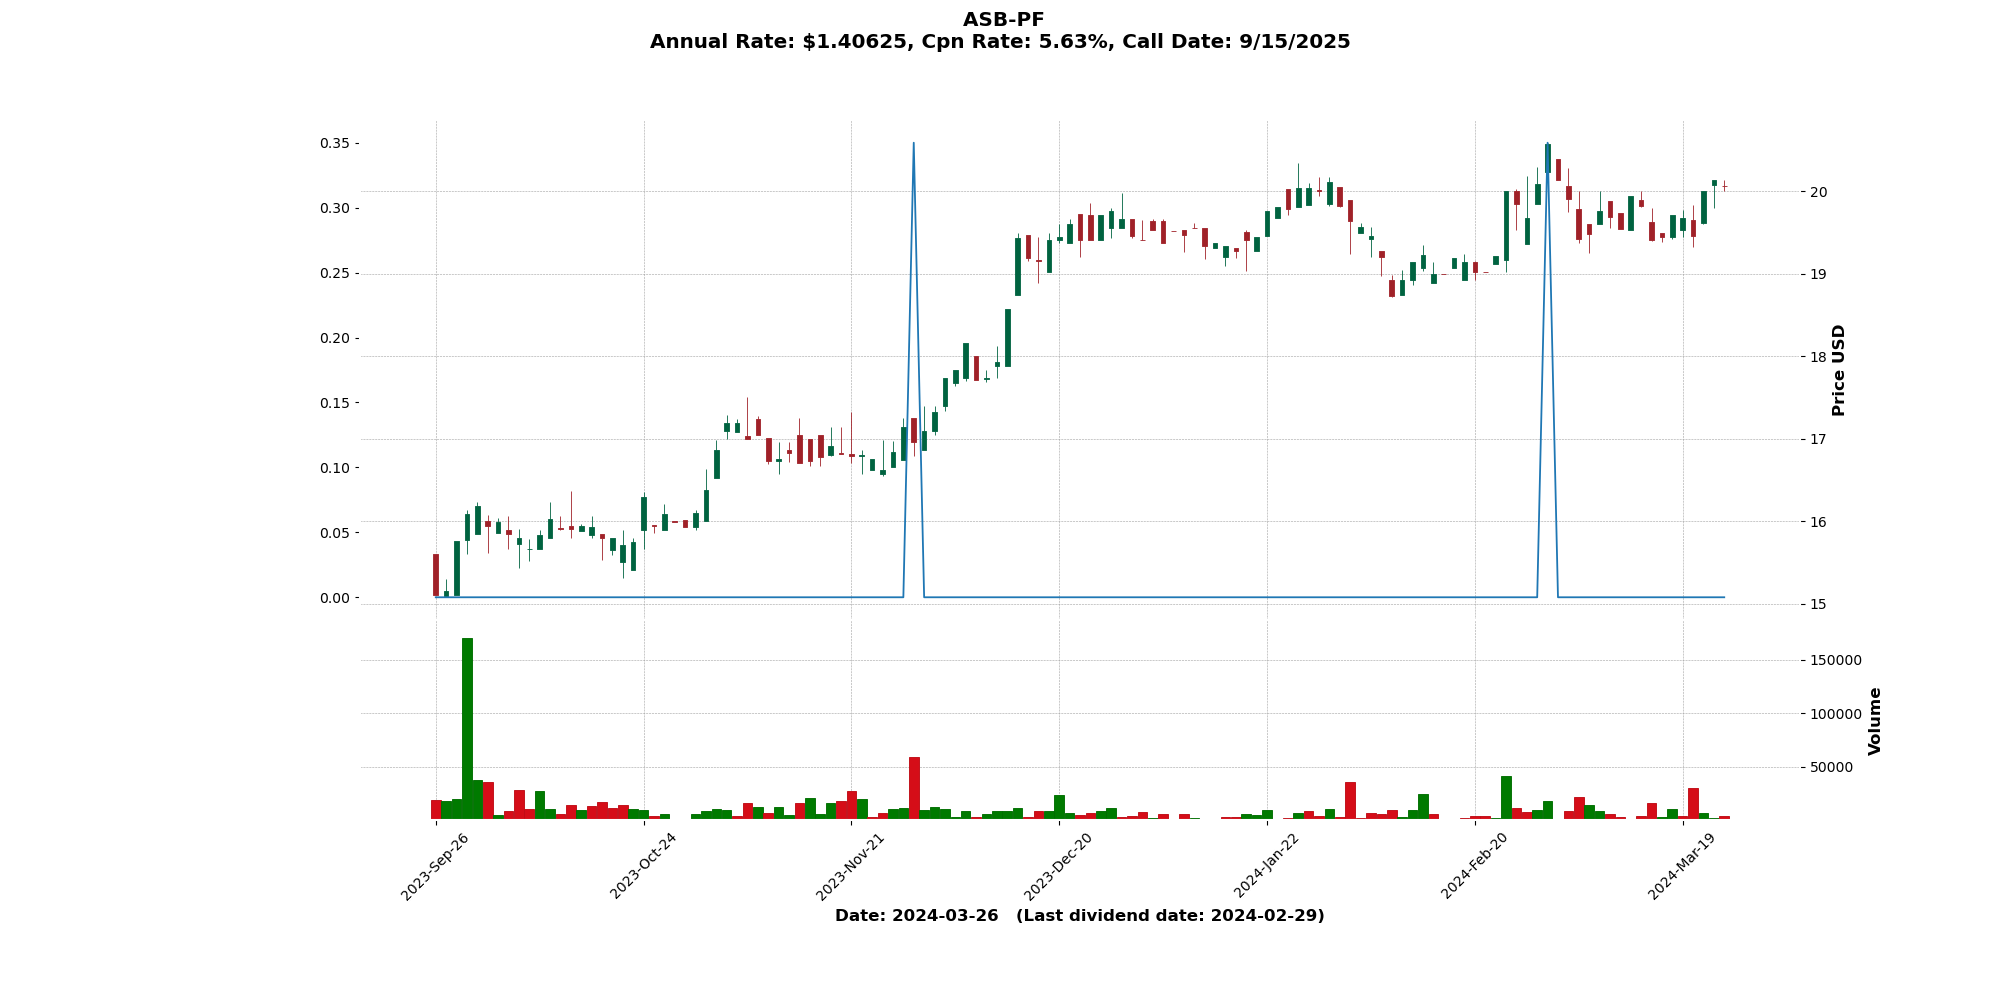 ASB-PF
Annual Rate: $1.40625, Cpn Rate: 5.63%, Call Date: 9/15/2025
0.35
0.30
0.25
0.20
0.15
0.10
0.05
0.00
20
19
18
17
16
15
Price USD
150000
100000
50000
Volume
2023-Sep-26
2023-Oct-24
2023-Nov-21
2023-Dec-20
2024-Jan-22
2024-Feb-20
2024-Mar-19
Date: 2024-03-26 (Last dividend date: 2024-02-29)